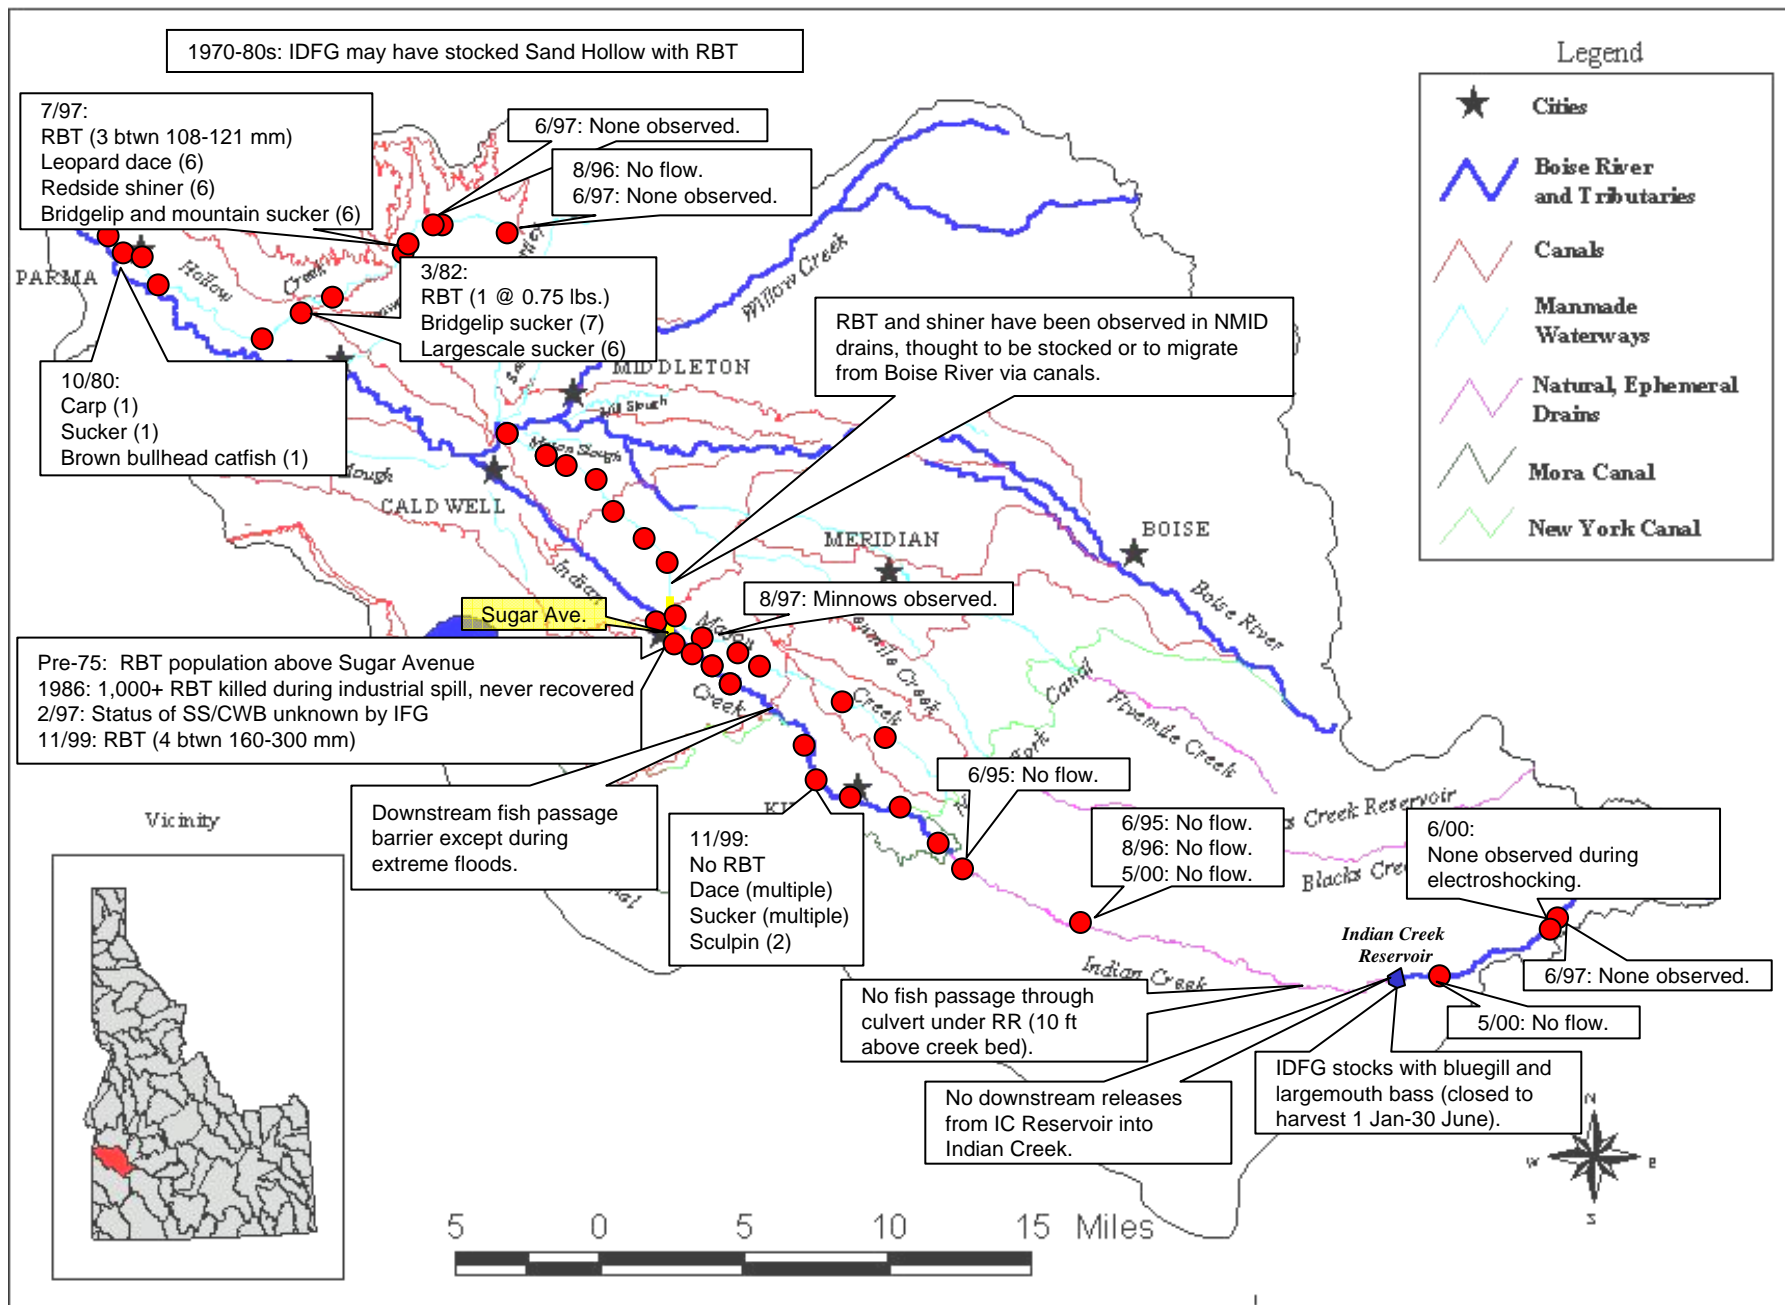 1970-80s: IDFG may have stocked Sand Hollow with RBT
Legend
Cities
Boise River
and Tributaries
Canals
Manmade
Waterways
Natural, Ephemeral
Drains
Mora Canal
New York Canal
7/97:
RBT (3 btwn 108-121 mm)
Leopard dace (6)
Redside shiner (6)
Bridgelip and mountain sucker (6)
6/97: None observed.
8/96: No flow.
6/97: None observed.
PARMA
Hollow
Creek
3/82:
RBT (1 @ 0.75 lbs.)
Bridgelip sucker (7)
Largescale sucker (6)
Willow Creek
RBT and shiner have been observed in NMID
drains, thought to be stocked or to migrate
from Boise River via canals.
10/80:
Carp (1)
Sucker (1)
Brown bullhead catfish (1)
MIDDLETON
Mill Slough
Mason Slough
CALDWELL
MERIDIAN
BOISE
Boise River
Indian
Sugar Ave.
8/97: Minnows observed.
Mason
Creek
Creek
Creek
Canal
Fivemile Creek
Pre-75: RBT population above Sugar Avenue
1986: 1,000+ RBT killed during industrial spill, never recovered
2/97: Status of SS/CWB unknown by IFG
11/99: RBT (4 btwn 160-300 mm)
Downstream fish passage
barrier except during
extreme floods.
6/95: No flow.
11/99:
No RBT
Dace (multiple)
Sucker (multiple)
Sculpin (2)
6/95: No flow.
8/96: No flow.
5/00: No flow.
Creek Reservoir
Blacks
6/00:
None observed during
electroshocking.
Indian Creek
Reservoir
Indian Creek
6/97: None observed.
5/00: No flow.
No fish passage through
culvert under RR (10 ft
above creek bed).
No downstream releases
from IC Reservoir into
Indian Creek.
IDFG stocks with bluegill and
largemouth bass (closed to
harvest 1 Jan-30 June).
Vicinity
N
W
E
S
5 0 5 10 15 Miles